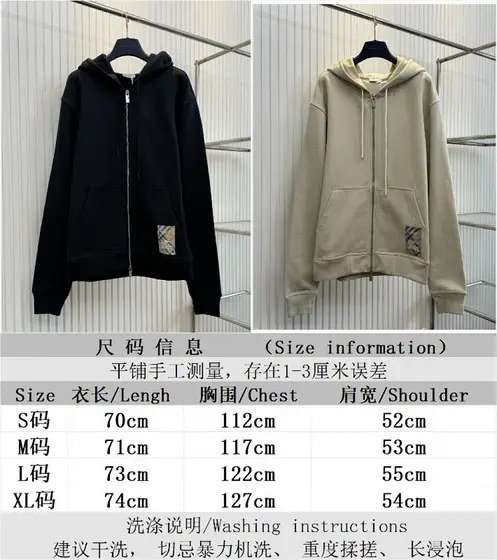 尺 码 信 息 （Size information）
平铺手工测量，存在1-3厘米误差
Size 衣长/Lengh 胸围/Chest 肩宽/Shoulder
S码 70cm 112cm 52cm
M码 71cm 117cm 53cm
L码 73cm 122cm 55cm
XL码 74cm 127cm 54cm
洗涤说明/Washing instructions
建议干洗， 切忌暴力机洗、 重度揉搓、 长浸泡